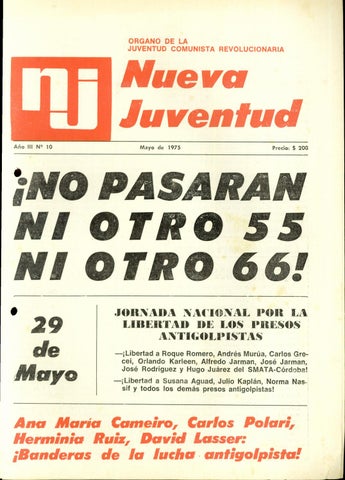 ORGANO DE LA
JUVENTUD COMUNISTA REVOLUCIONARIA
nj
Nueva
Juventud
Año III Nº 10
Mayo de 1975
Precio: $ 200
¡NO PASARAN
NI OTRO 55
NI OTRO 66!
29
de
Mayo
JORNADA NACIONAL POR LA
LIBERTAD DE LOS PRESOS
ANTIGOLPISTAS
—¡Libertad a Roque Romero, Andrés Murúa, Carlos Gre-
cei, Orlando Karleen, Alfredo Jarman, José Jarman,
José Rodríguez y Hugo Juárez del SMATA-Córdoba!
—¡Libertad a Susana Aguad, Julio Kaplán, Norma Nas-
sif y todos los demás presos antigolpistas!
Ana María Cameiro, Carlos Polari,
Herminia Ruiz, David Lasser:
¡Banderas de la lucha antigolpista!